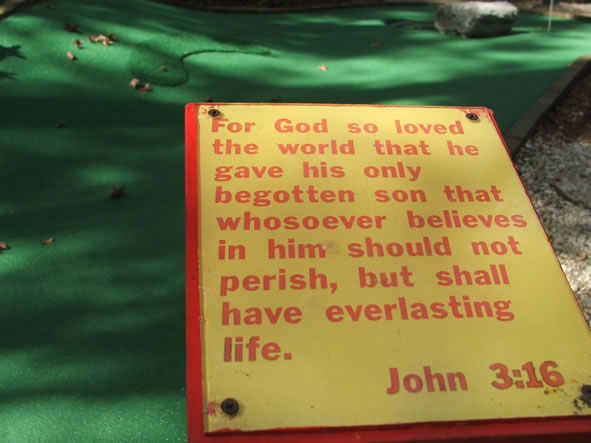 For God so loved
the world that he
gave his only
begotten son that
whosoever believes
in him should not
perish, but shall
have everlasting
life.
John 3:16